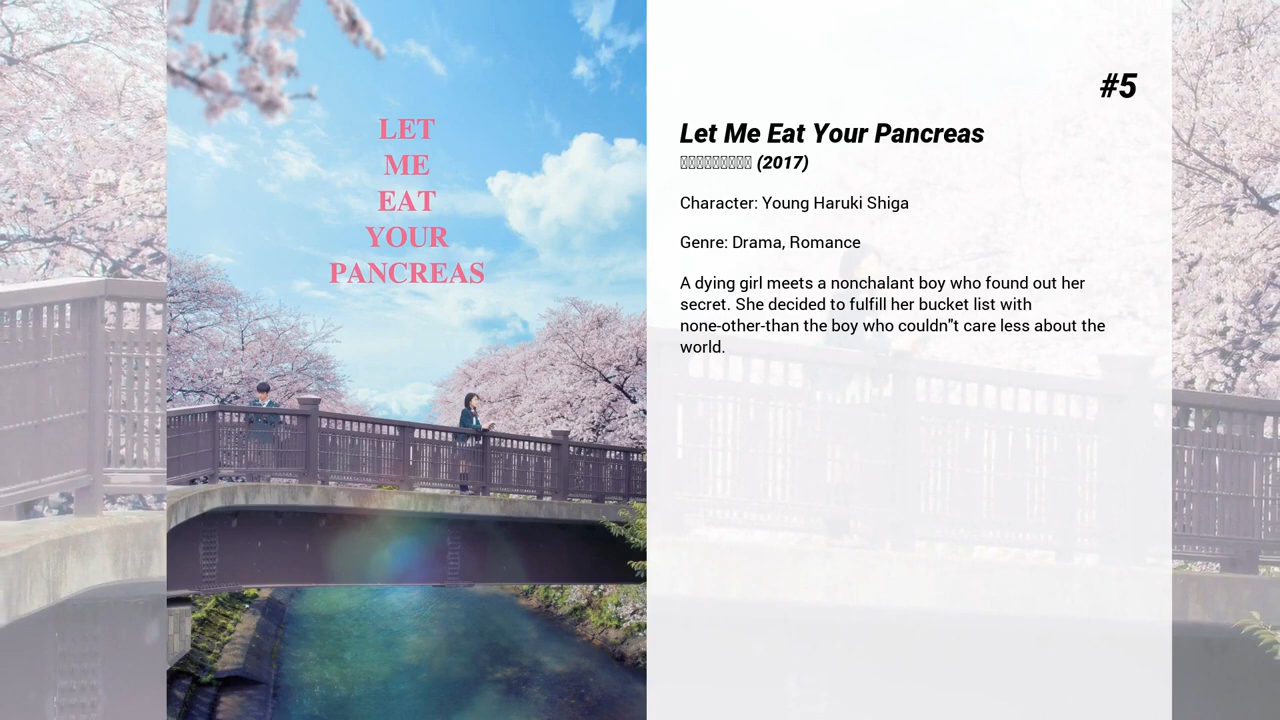 LET
ME
EAT
YOUR
PANCREAS
#5
Let Me Eat Your Pancreas
(2017)
Character: Young Haruki Shiga
Genre: Drama, Romance
A dying girl meets a nonchalant boy who found out her
secret. She decided to fulfill her bucket list with
none-other-than the boy who couldn"t care less about the
world.